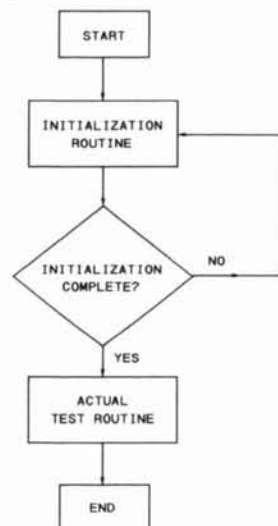 START
INITIALIZATION
ROUTINE
INITIALIZATION
COMPLETE?
NO
YES
ACTUAL
TEST ROUTINE
END